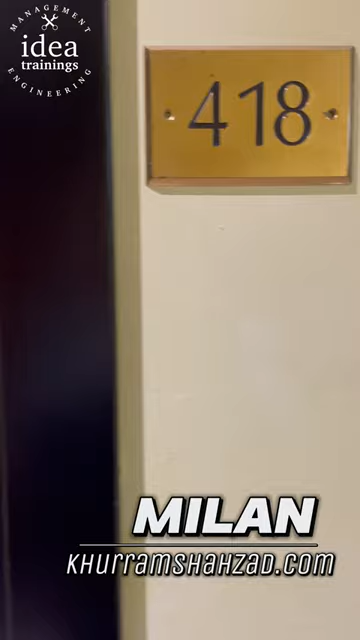 MANAGEMENT
idea
trainings
ENGINEERING
418
MILAN
KHURRAMSHAHZAD.COM